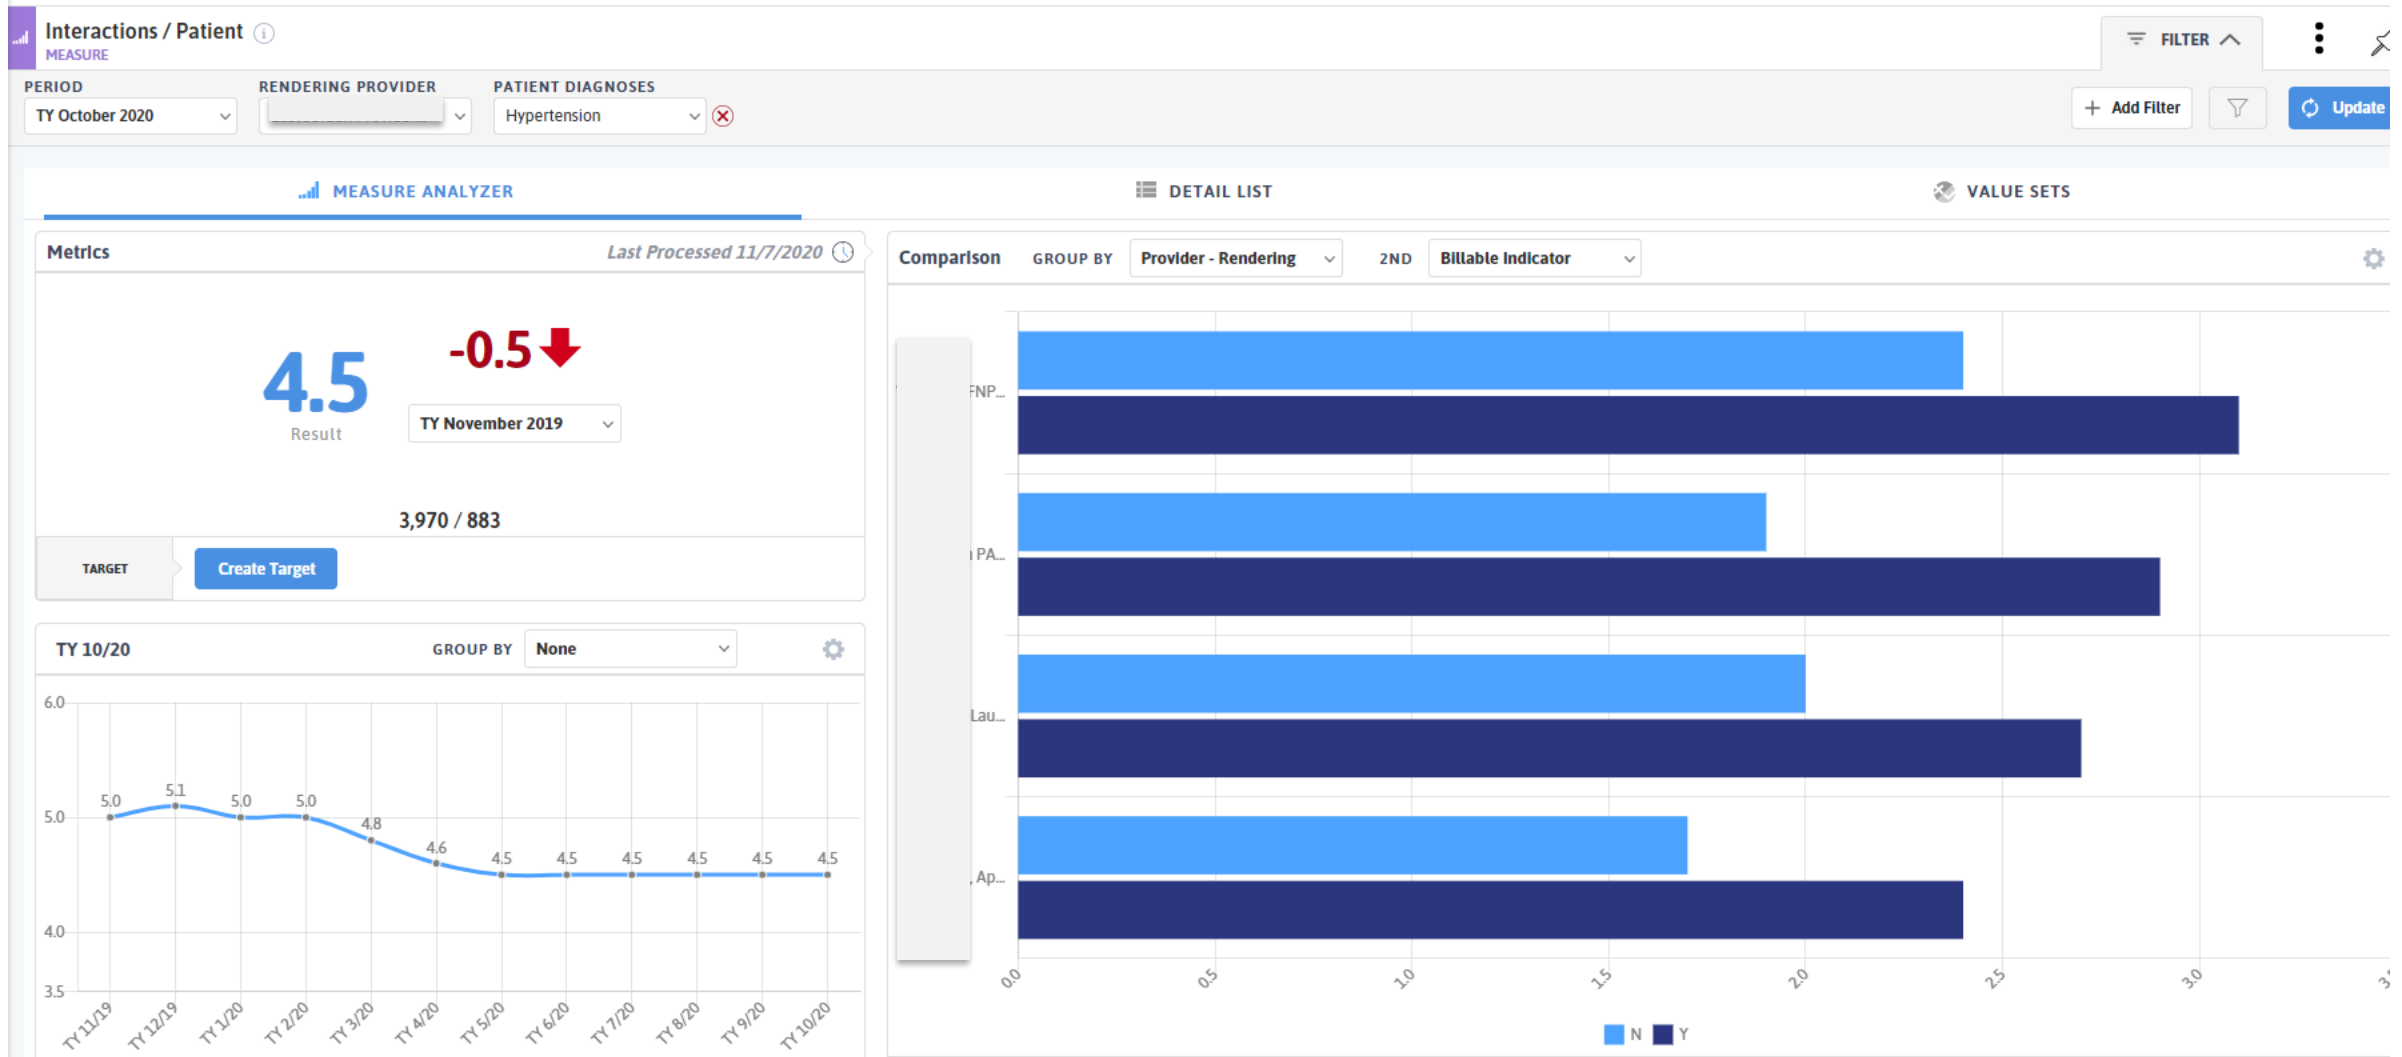 Interactions / Patient
MEASURE
FILTER
PERIOD
RENDERING PROVIDER
PATIENT DIAGNOSES
TY October 2020
Hypertension
Add Filter
Update
MEASURE ANALYZER
DETAIL LIST
VALUE SETS
Metrics
Last Processed 11/7/2020
4.5
Result
-0.5
TY November 2019
3,970 / 883
TARGET
Create Target
Comparison
GROUP BY
Provider - Rendering
2ND
Billable Indicator
FNP...
PA...
Lau...
, Ap...
0.0 0.5 1.0 1.5 2.0 2.5 3.0
N Y
TY 10/20
GROUP BY
None
6.0
5.0
4.0
3.5
5.0 5.1 5.0 5.0 4.8 4.6 4.5 4.5 4.5 4.5 4.5 4.5
TY 11/19 TY 12/19 TY 1/20 TY 2/20 TY 3/20 TY 4/20 TY 5/20 TY 6/20 TY 7/20 TY 8/20 TY 9/20 TY 10/20